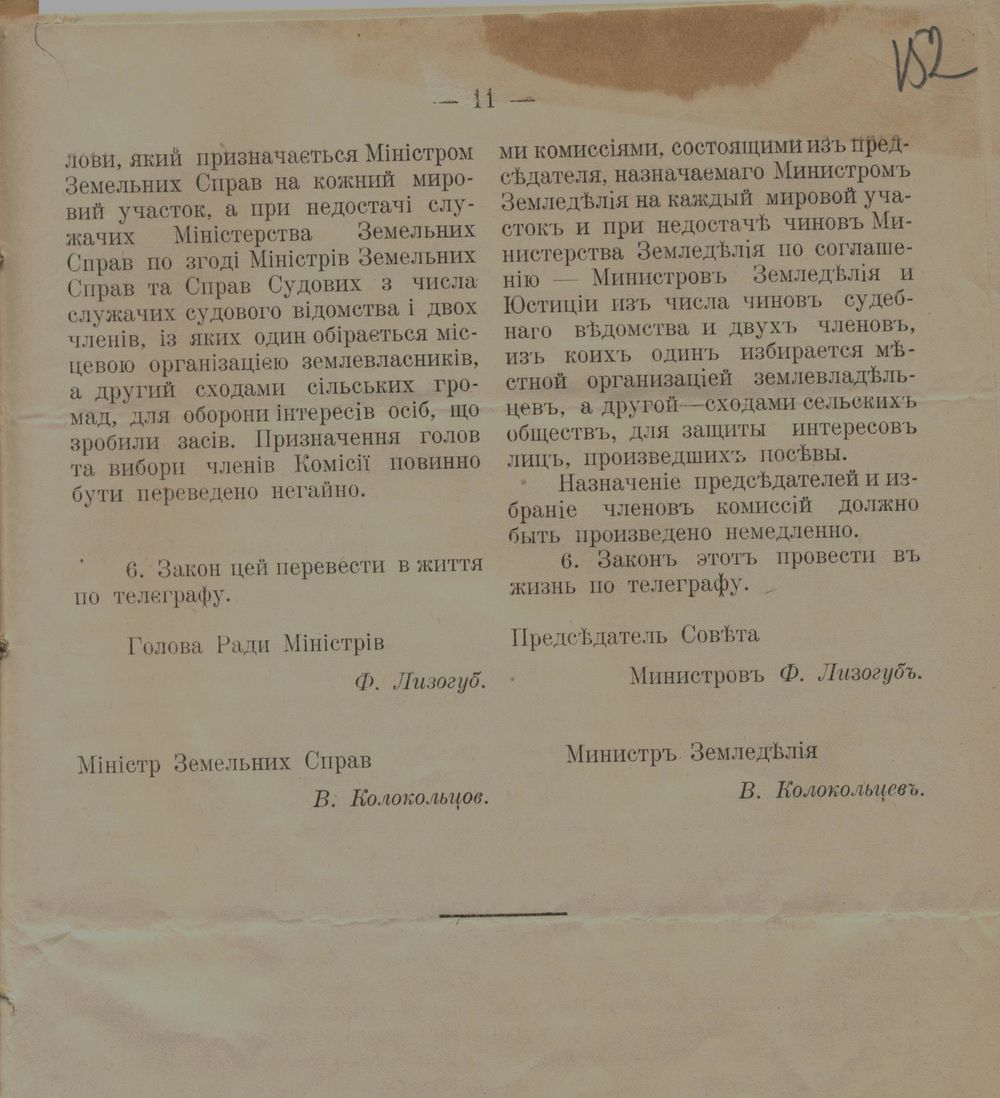 152
— 11 —
лови, який призначається Міністром
Земельних Справ на кожний миро-
вий участок, а при недостачі слу-
жачих Міністерства Земельних
Справ по згоді Міністрів Земельних
Справ та Справ Судових з числа
служачих судового відомства і двох
членів, із яких один обірається міс-
цевою організацією землевласників,
а другий сходами сільських гро-
мад, для оборони інтересів осіб, що
зробили засів. Призначення голов
та вибори членів Комісії повинно
бути переведено негайно.
6. Закон цей перевести в життя
по телеграфу.
Голова Ради Міністрів
Ф. Лизогуб.
Міністр Земельних Справ
В. Колокольцов.
ми комиссіями, состоящими изъ пред-
сѣдателя, назначаемаго Министромъ
Земледѣлія на каждый мировой уча-
стокъ и при недостачѣ чиновъ Ми-
нистерства Земледѣлія по соглаше-
нію — Министровъ Земледѣлія и
Юстиціи изъ числа чиновъ судеб-
наго вѣдомства и двухъ членовъ,
изъ коихъ одинъ избирается мѣ-
стной организаціей землевладѣль-
цевъ, а другой—сходами сельскихъ
обществъ, для защиты интересовъ
лицъ, произведшихъ посѣвы.
Назначеніе предсѣдателей и из-
браніе членовъ комиссій должно
быть произведено немедленно.
6. Законъ этотъ провести въ
жизнь по телеграфу.
Предсѣдатель Совѣта
Министровъ Ф. Лизогубъ.
Министръ Земледѣлія
В. Колокольцевъ.